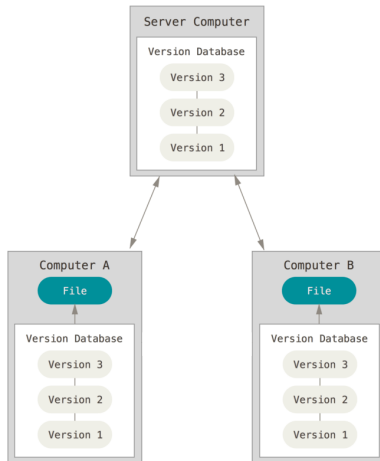 Server Computer
Version Database
Version 3
Version 2
Version 1
Computer A
File
Version Database
Version 3
Version 2
Version 1
Computer B
File
Version Database
Version 3
Version 2
Version 1